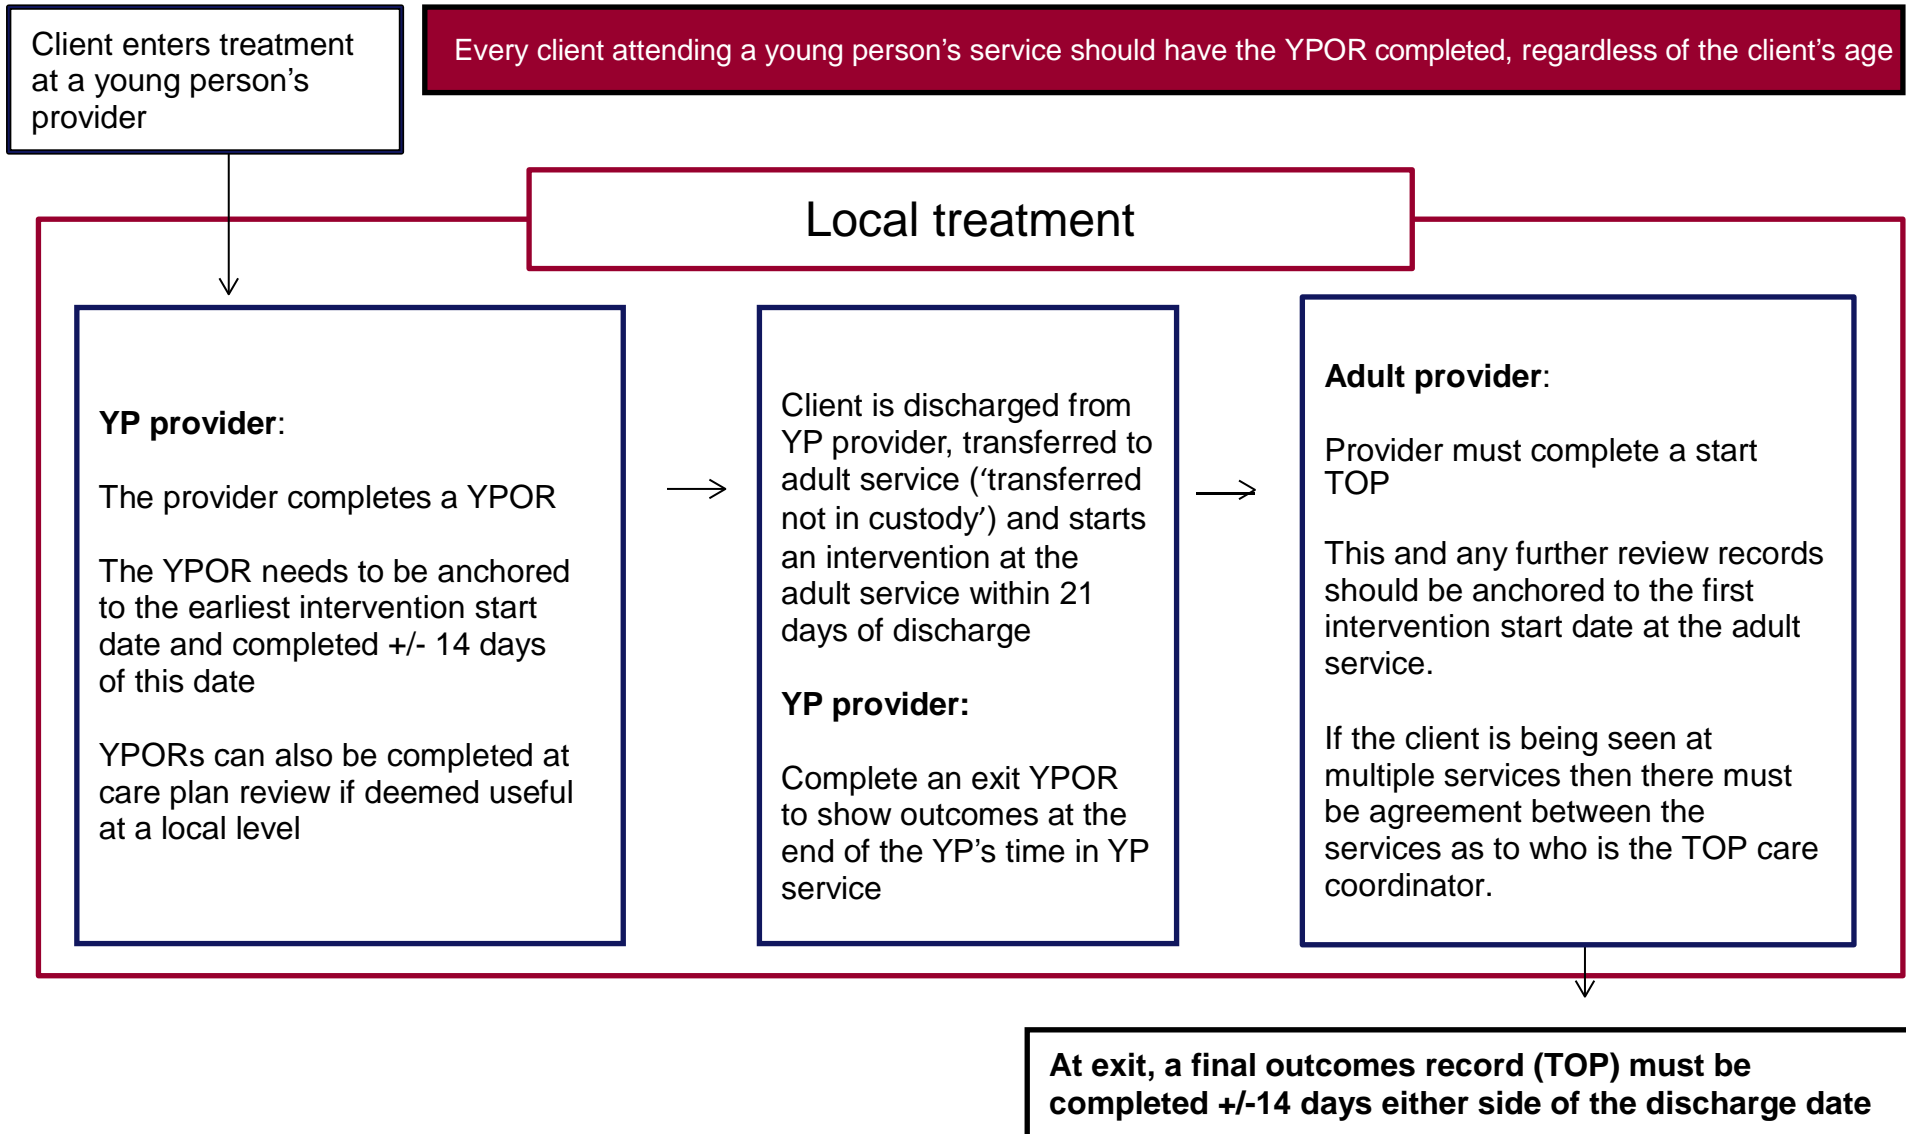 Client enters treatment
at a young person’s
provider
Every client attending a young person’s service should have the YPOR completed, regardless of the client’s age
Local treatment
YP provider:
The provider completes a YPOR
The YPOR needs to be anchored
to the earliest intervention start
date and completed +/- 14 days
of this date
YPORs can also be completed at
care plan review if deemed useful
at a local level
Client is discharged from
YP provider, transferred to
adult service (‘transferred
not in custody’) and starts
an intervention at the
adult service within 21
days of discharge
YP provider:
Complete an exit YPOR
to show outcomes at the
end of the YP’s time in YP
service
Adult provider:
Provider must complete a start
TOP
This and any further review records
should be anchored to the first
intervention start date at the adult
service.
If the client is being seen at
multiple services then there must
be agreement between the
services as to who is the TOP care
coordinator.
At exit, a final outcomes record (TOP) must be
completed +/-14 days either side of the discharge date